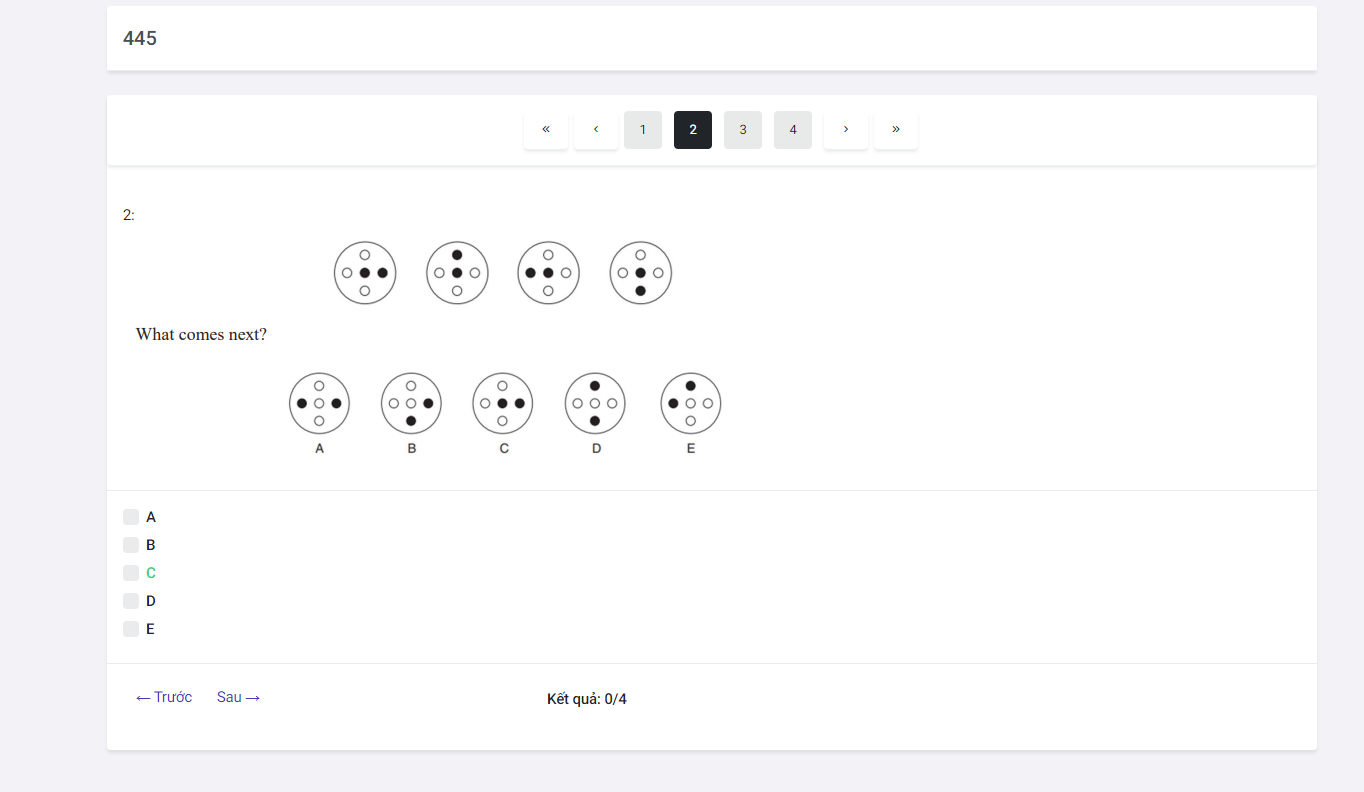 445
« ‹ 1 2 3 4 › »
2:
What comes next?
A B C D E
A
B
C
D
E
← Trước Sau → Kết quả: 0/4